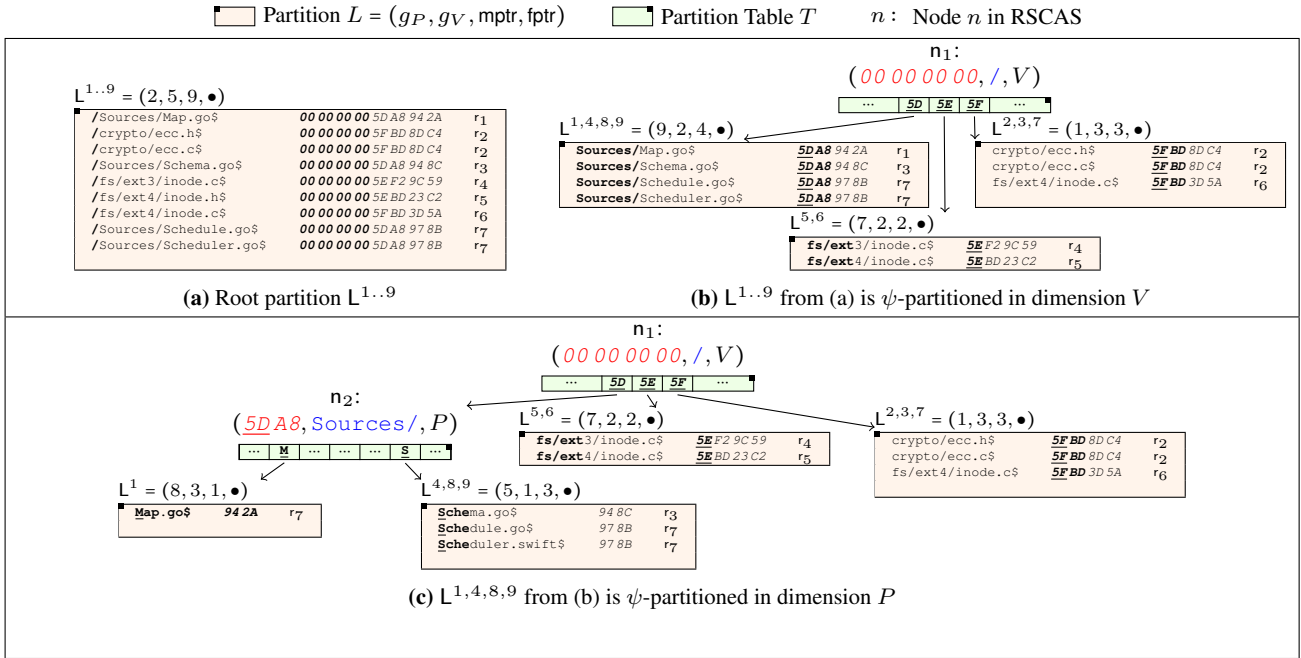 Partition L = (g_P, g_V, mptr, fptr) Partition Table T n : Node n in RSCAS
L^{1..9} = (2, 5, 9, •)
/Sources/Map.go$ 00 00 00 00 5D A8 94 2A r1
/crypto/ecc.h$ 00 00 00 00 5F BD 8D C4 r2
/crypto/ecc.c$ 00 00 00 00 5F BD 8D C4 r2
/Sources/Schema.go$ 00 00 00 00 5D A8 94 8C r3
/fs/ext3/inode.c$ 00 00 00 00 5E F2 9C 59 r4
/fs/ext4/inode.h$ 00 00 00 00 5E BD 23 C2 r5
/fs/ext4/inode.c$ 00 00 00 00 5F BD 3D 5A r6
/Sources/Schedule.go$ 00 00 00 00 5D A8 97 8B r7
/Sources/Scheduler.go$ 00 00 00 00 5D A8 97 8B r7
(a) Root partition L^{1..9}
n1:
(00 00 00 00, /, V)
··· 5D 5E 5F ···
L^{1,4,8,9} = (9, 2, 4, •)
Sources/Map.go$ 5D A8 94 2A r1
Sources/Schema.go$ 5D A8 94 8C r3
Sources/Schedule.go$ 5D A8 97 8B r7
Sources/Scheduler.go$ 5D A8 97 8B r7
L^{2,3,7} = (1, 3, 3, •)
crypto/ecc.h$ 5F BD 8D C4 r2
crypto/ecc.c$ 5F BD 8D C4 r2
fs/ext4/inode.c$ 5F BD 3D 5A r6
L^{5,6} = (7, 2, 2, •)
fs/ext3/inode.c$ 5E F2 9C 59 r4
fs/ext4/inode.c$ 5E BD 23 C2 r5
(b) L^{1..9} from (a) is ψ-partitioned in dimension V
n1:
(00 00 00 00, /, V)
··· 5D 5E 5F ···
n2:
(5D A8, Sources/, P)
··· M ··· ··· ··· S ···
L^{5,6} = (7, 2, 2, •)
fs/ext3/inode.c$ 5E F2 9C 59 r4
fs/ext4/inode.c$ 5E BD 23 C2 r5
L^{2,3,7} = (1, 3, 3, •)
crypto/ecc.h$ 5F BD 8D C4 r2
crypto/ecc.c$ 5F BD 8D C4 r2
fs/ext4/inode.c$ 5F BD 3D 5A r6
L^1 = (8, 3, 1, •)
Map.go$ 94 2A r7
L^{4,8,9} = (5, 1, 3, •)
Schema.go$ 94 8C r3
Schedule.go$ 97 8B r7
Scheduler.swift$ 97 8B r7
(c) L^{1,4,8,9} from (b) is ψ-partitioned in dimension P